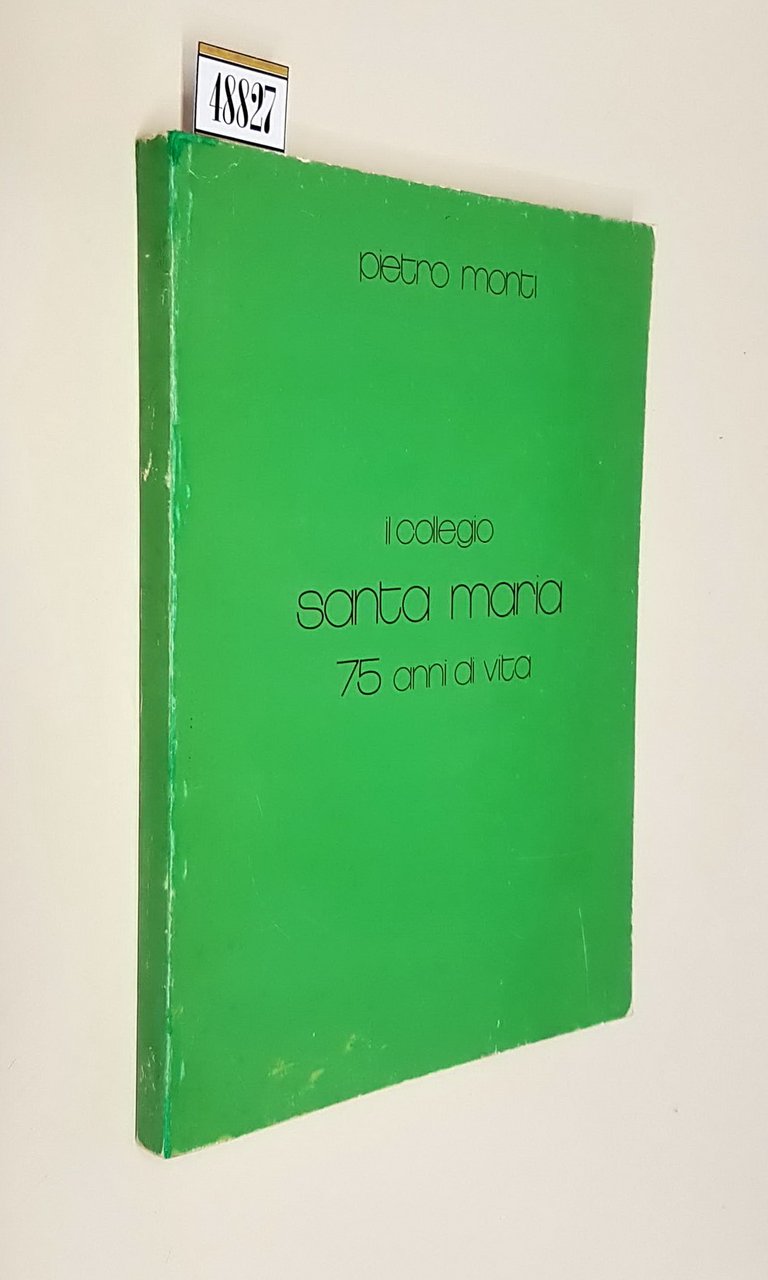 48827
pietro monti
il collegio
santa maria
75 anni di vita